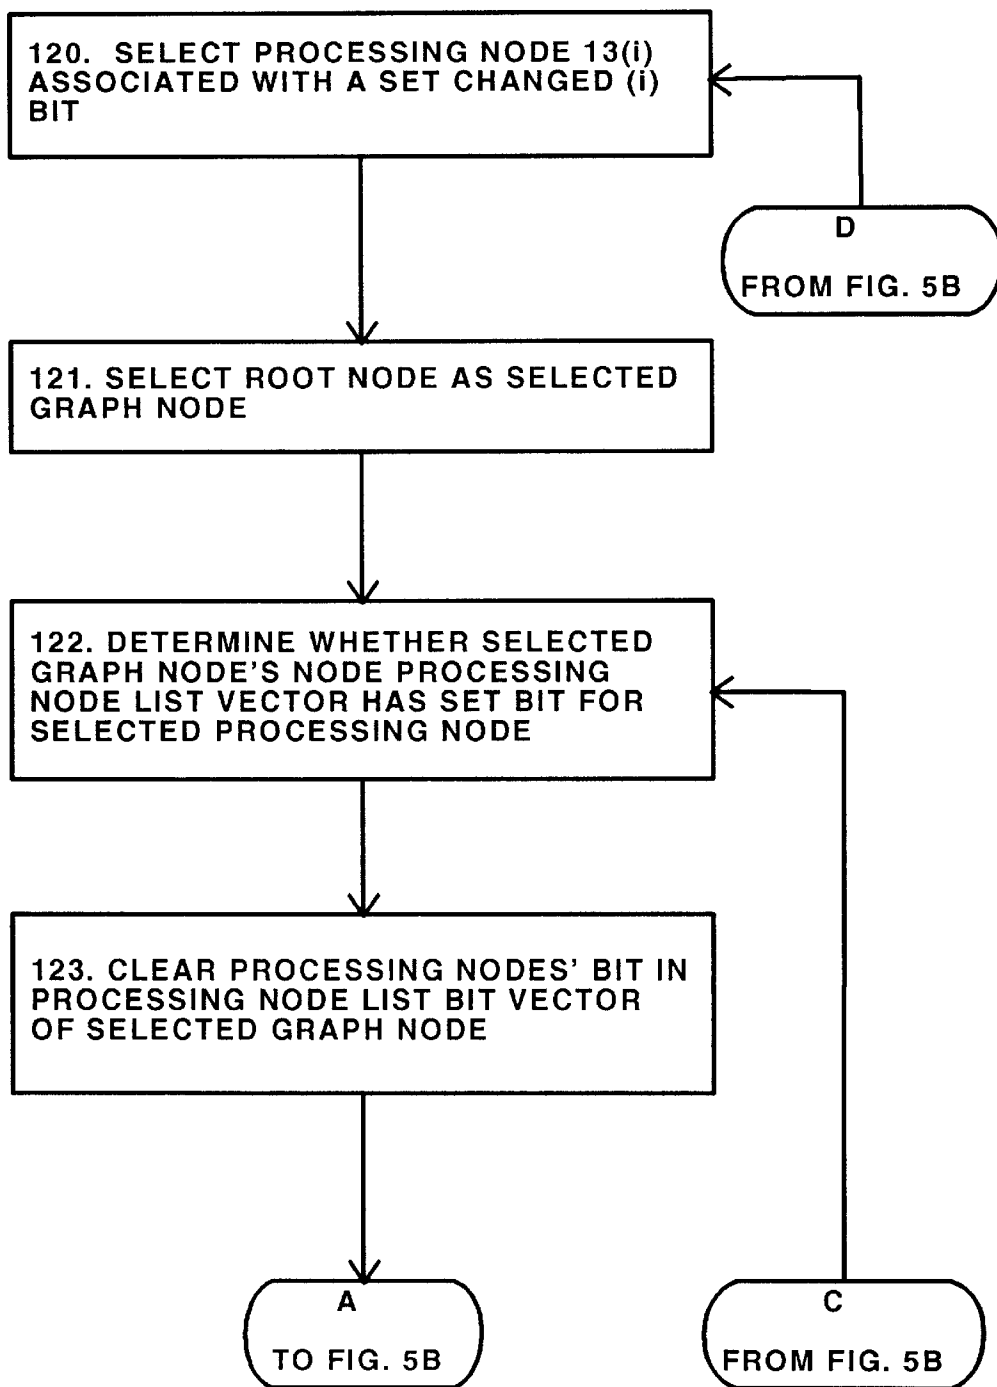 120. SELECT PROCESSING NODE 13(i)
ASSOCIATED WITH A SET CHANGED (i)
BIT
D
FROM FIG. 5B
121. SELECT ROOT NODE AS SELECTED
GRAPH NODE
122. DETERMINE WHETHER SELECTED
GRAPH NODE'S NODE PROCESSING
NODE LIST VECTOR HAS SET BIT FOR
SELECTED PROCESSING NODE
123. CLEAR PROCESSING NODES' BIT IN
PROCESSING NODE LIST BIT VECTOR
OF SELECTED GRAPH NODE
A
TO FIG. 5B
C
FROM FIG. 5B